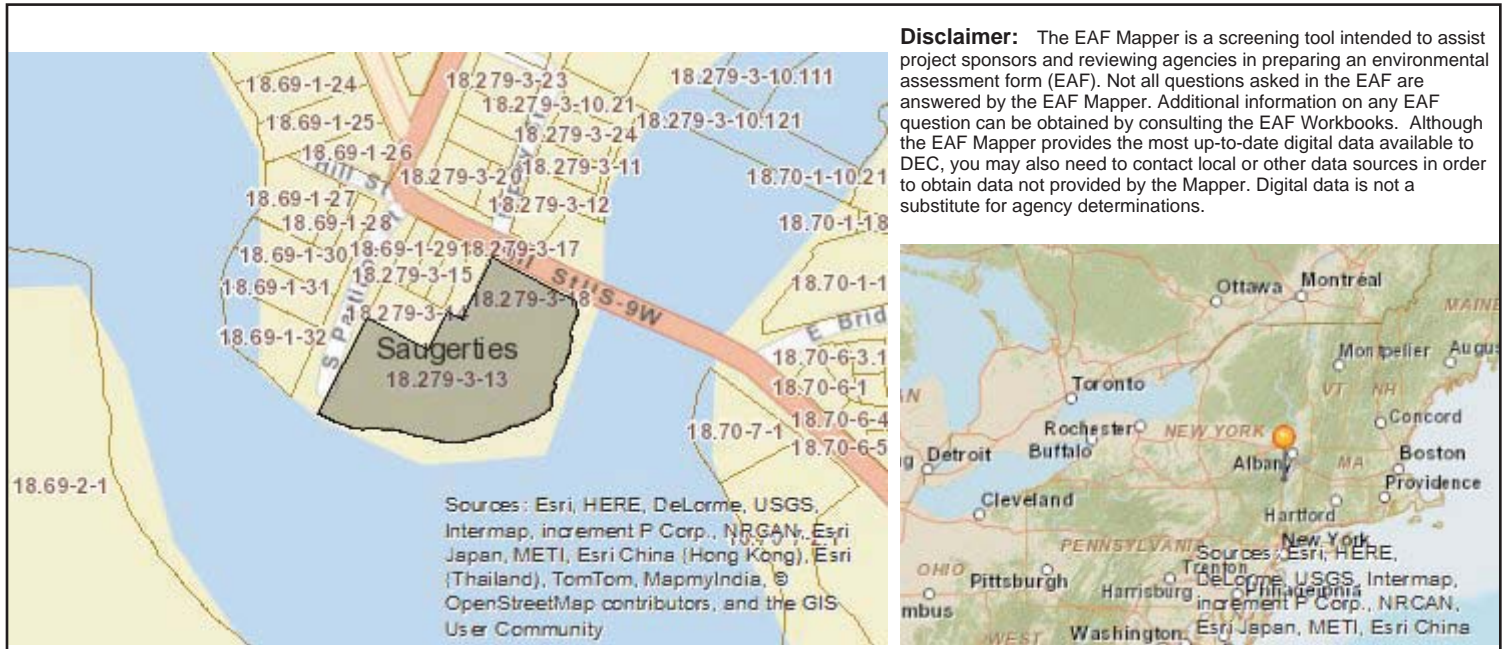 Disclaimer: The EAF Mapper is a screening tool intended to assist
project sponsors and reviewing agencies in preparing an environmental
assessment form (EAF). Not all questions asked in the EAF are
answered by the EAF Mapper. Additional information on any EAF
question can be obtained by consulting the EAF Workbooks. Although
the EAF Mapper provides the most up-to-date digital data available to
DEC, you may also need to contact local or other data sources in order
to obtain data not provided by the Mapper. Digital data is not a
substitute for agency determinations.
18.69-1-24
18.279-3-23
18.279-3-10.111
18.279-3-10.21
18.69-1-25
18.279-3-24
18.279-3-10.121
18.69-1-26
18.279-3-20
18.279-3-11
18.70-1-10.21
Hill St
18.69-1-27
18.279-3-12
18.69-1-28
18.70-1-18
18.69-1-30
18.69-1-29
18.279-3-17
18.279-3-15
18.69-1-31
18.279-3-18
US-9W
18.279-3-14
18.69-1-32
S Partition
E Brid
Saugerties
18.279-3-13
18.70-6-3.1
18.70-6-1
18.70-6-4
18.70-7-1
18.70-6-5
18.69-2-1
Sources: Esri, HERE, DeLorme, USGS,
Intermap, increment P Corp., NRCAN, Esri
Japan, METI, Esri China (Hong Kong), Esri
(Thailand), TomTom, MapmyIndia, ©
OpenStreetMap contributors, and the GIS
User Community
Ottawa
Montréal
MAINE
Montpelier
Augus
Toronto
VT
NH
Concord
Rochester
NEW YORK
Buffalo
Detroit
Albany
MA
Boston
Providence
Cleveland
Hartford
New York
PENNSYLVANIA
OHIO
Pittsburgh
Trenton
Harrisburg
Philadelphia
mbus
WEST
Washington
Sources: Esri, HERE,
DeLorme, USGS, Intermap,
increment P Corp., NRCAN,
Esri Japan, METI, Esri China